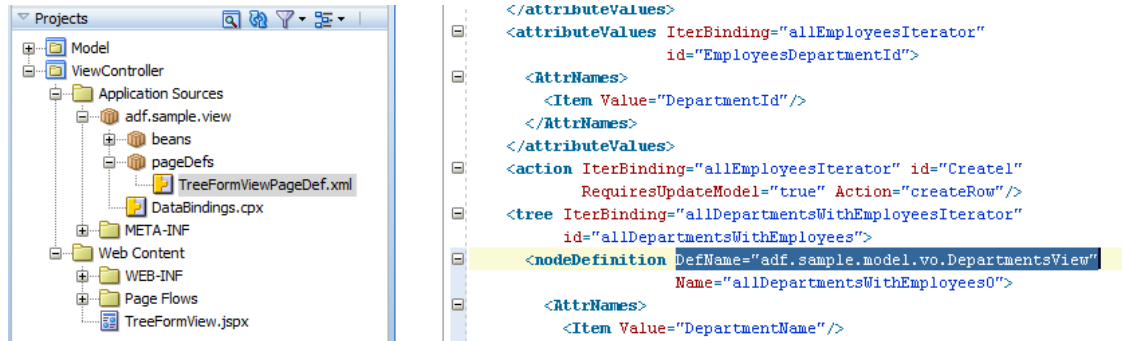 Projects
Model
ViewController
Application Sources
adf.sample.view
beans
pageDefs
TreeFormViewPageDef.xml
DataBindings.cpx
META-INF
Web Content
WEB-INF
Page Flows
TreeFormView.jspx
</attributeValues>
<attributeValues IterBinding="allEmployeesIterator"
id="EmployeesDepartmentId">
<AttrNames>
<Item Value="DepartmentId"/>
</AttrNames>
</attributeValues>
<action IterBinding="allEmployeesIterator" id="Create1"
RequiresUpdateModel="true" Action="createRow"/>
<tree IterBinding="allDepartmentsWithEmployeesIterator"
id="allDepartmentsWithEmployees">
<nodeDefinition DefName="adf.sample.model.vo.DepartmentsView"
Name="allDepartmentsWithEmployees0">
<AttrNames>
<Item Value="DepartmentName"/>